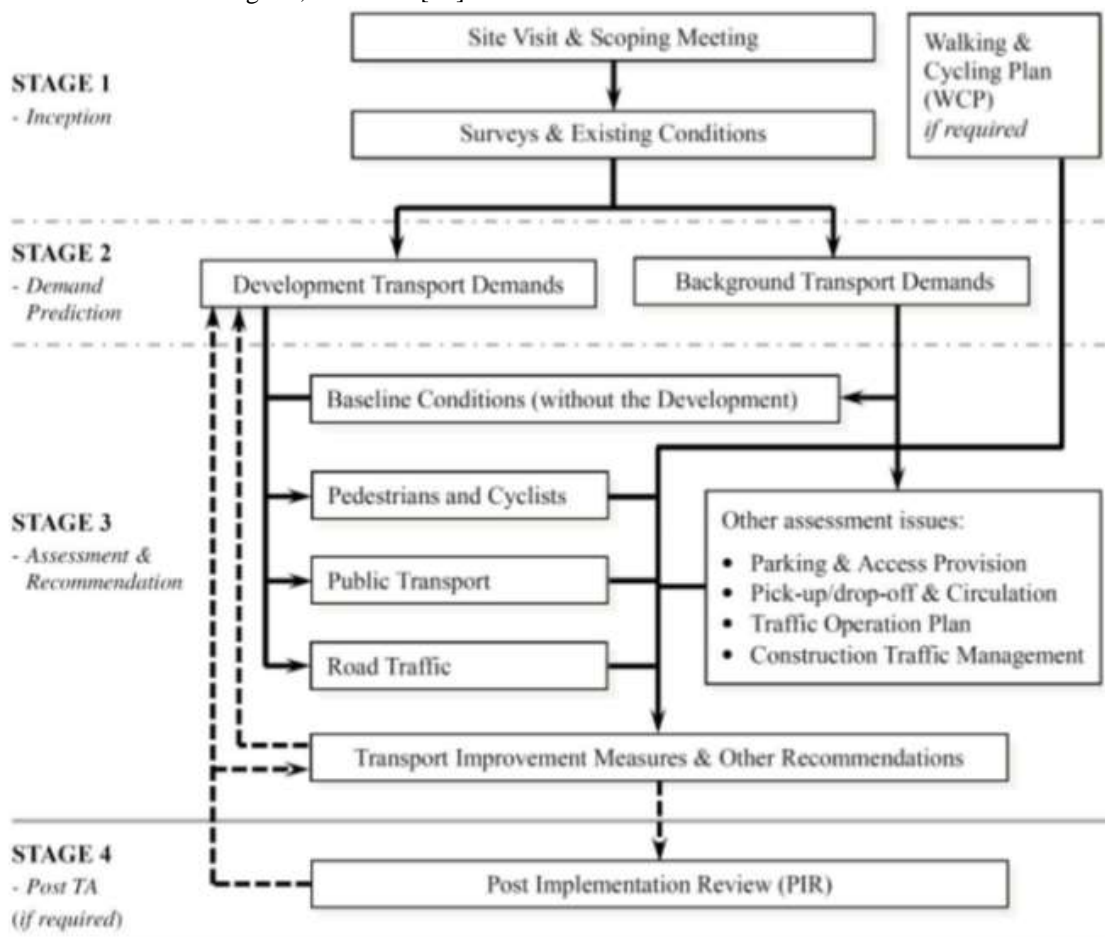 Site Visit & Scoping Meeting
Walking &
Cycling Plan
(WCP)
if required
STAGE 1
- Inception
Surveys & Existing Conditions
STAGE 2
- Demand
Prediction
Development Transport Demands
Background Transport Demands
Baseline Conditions (without the Development)
STAGE 3
- Assessment &
Recommendation
Pedestrians and Cyclists
Public Transport
Road Traffic
Other assessment issues:
• Parking & Access Provision
• Pick-up/drop-off & Circulation
• Traffic Operation Plan
• Construction Traffic Management
Transport Improvement Measures & Other Recommendations
STAGE 4
- Post TA
(if required)
Post Implementation Review (PIR)